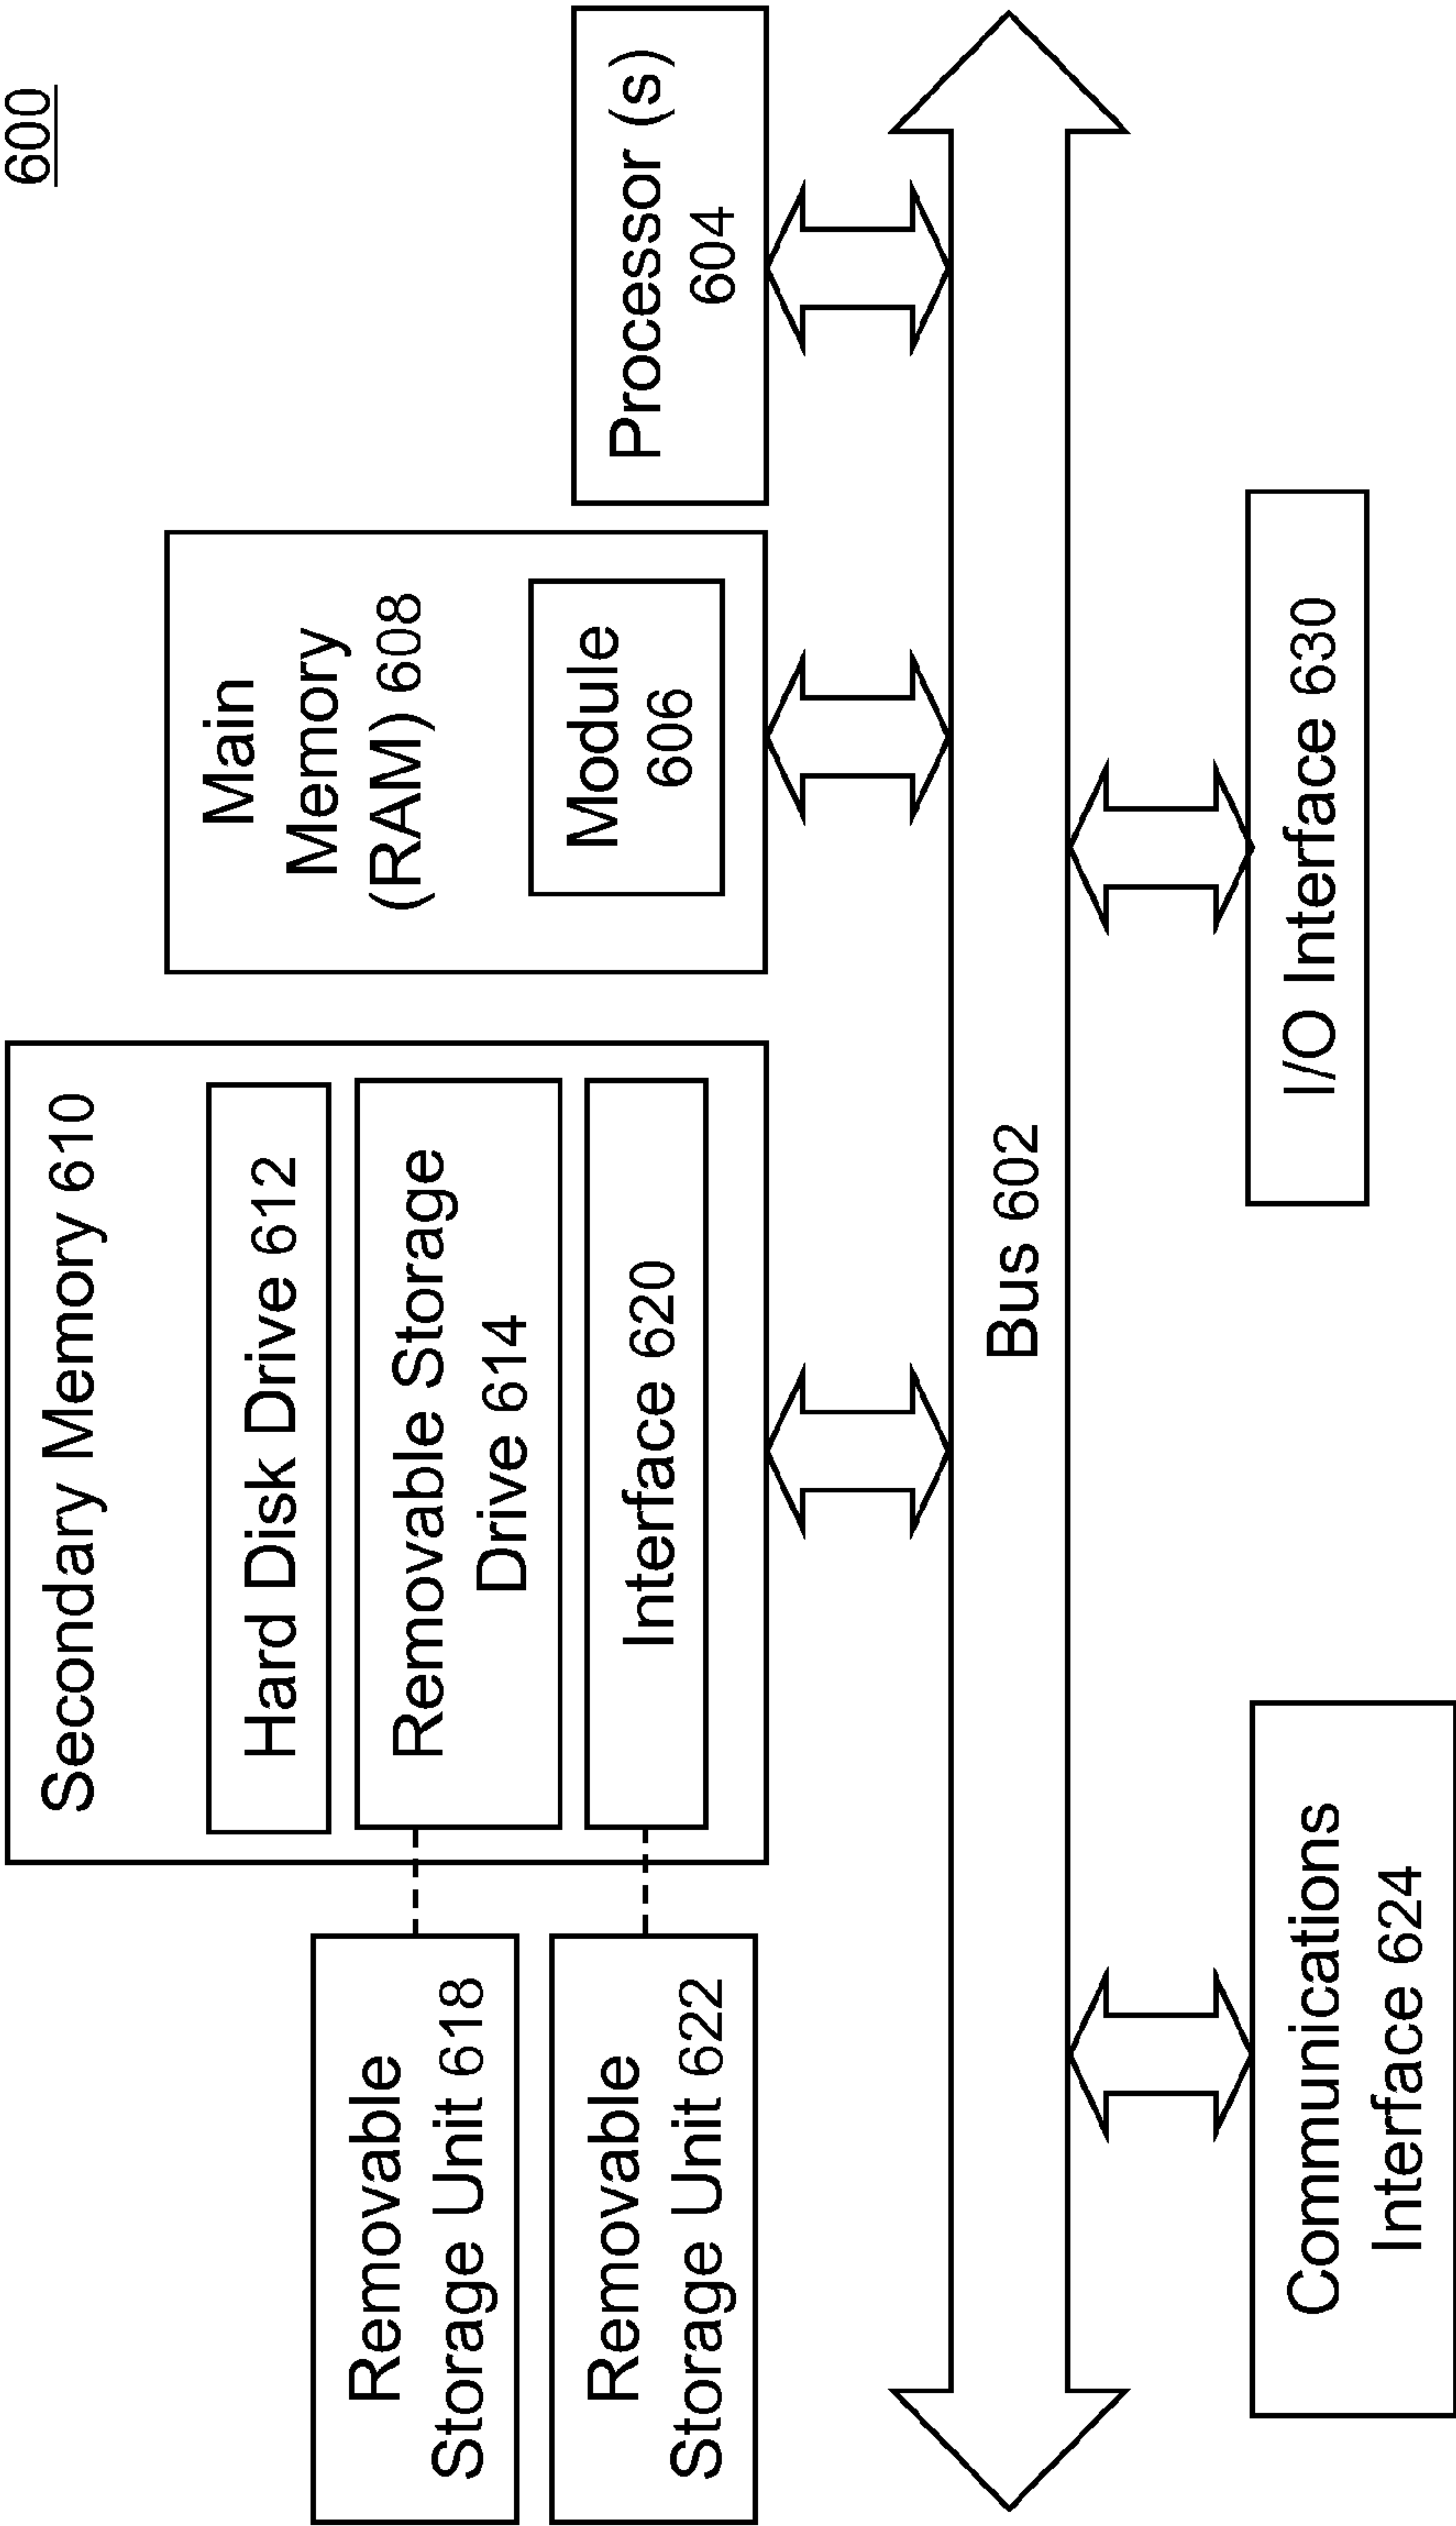 600
Secondary Memory 610
Hard Disk Drive 612
Removable Storage
Drive 614
Interface 620
Removable
Storage Unit 618
Removable
Storage Unit 622
Main
Memory
(RAM) 608
Module
606
Processor (s)
604
Bus 602
Communications
Interface 624
I/O Interface 630